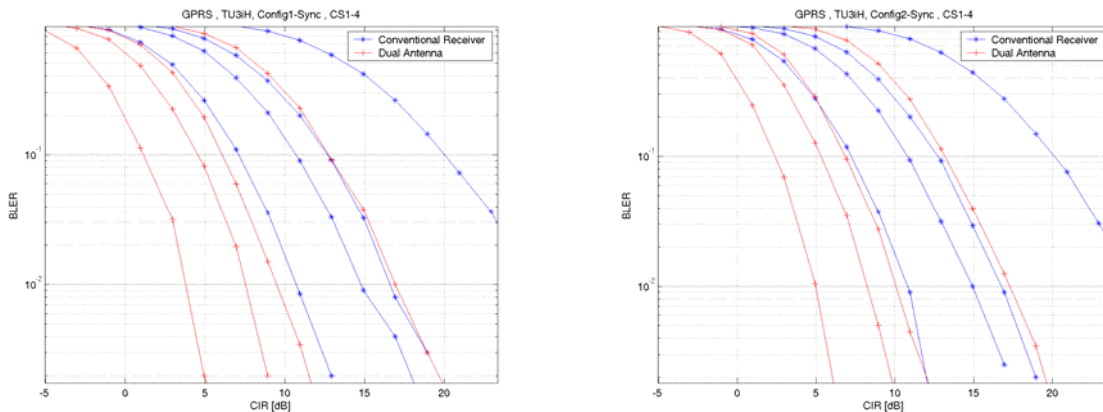 GPRS , TU3iH, Config1-Sync , CS1-4
Conventional Receiver
Dual Antenna
10^-1
10^-2
BLER
-5 0 5 10 15 20
CIR [dB]
GPRS , TU3iH, Config2-Sync , CS1-4
Conventional Receiver
Dual Antenna
10^-1
10^-2
BLER
-5 0 5 10 15 20
CIR [dB]